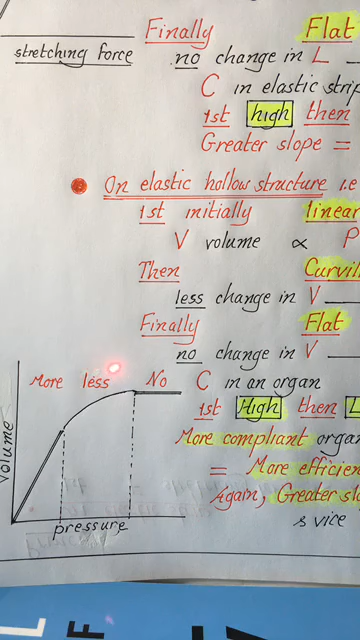 Finally Flat
stretching force
no change in L
C in elastic strip
1st high then
Greater slope =
On elastic hollow structure i.e
1st initially linear
V volume ∝ P
Then Curvil
less change in V
Finally Flat
no change in V
More less No
C in an organ
1st High then L
More compliant organ
= More efficien
Again, Greater slo
s vice
volume
pressure